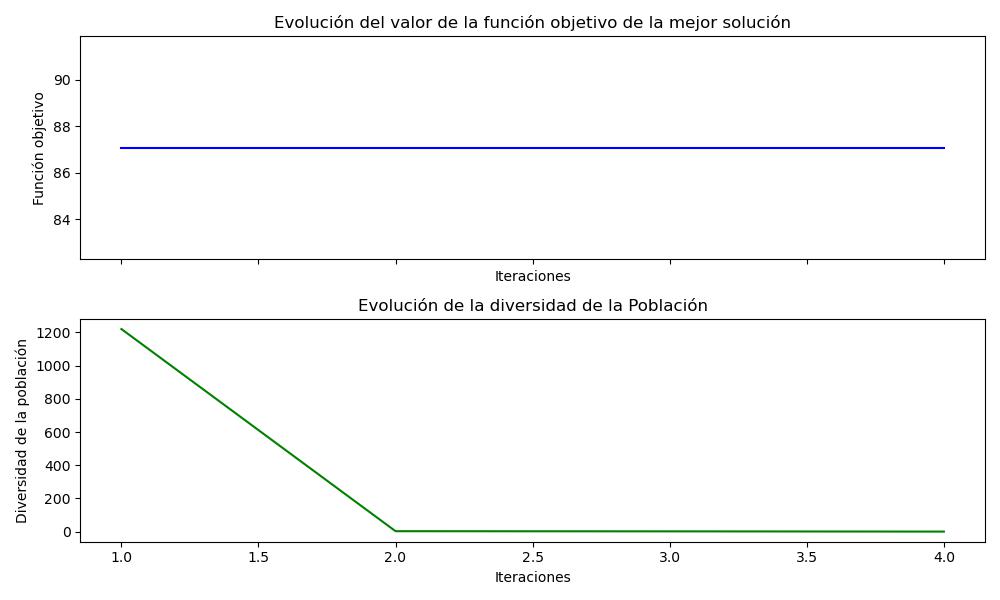 Evolución del valor de la función objetivo de la mejor solución
Función objetivo
90
88
86
84
Iteraciones
Evolución de la diversidad de la Población
Diversidad de la población
1200
1000
800
600
400
200
0
1.0 1.5 2.0 2.5 3.0 3.5 4.0
Iteraciones